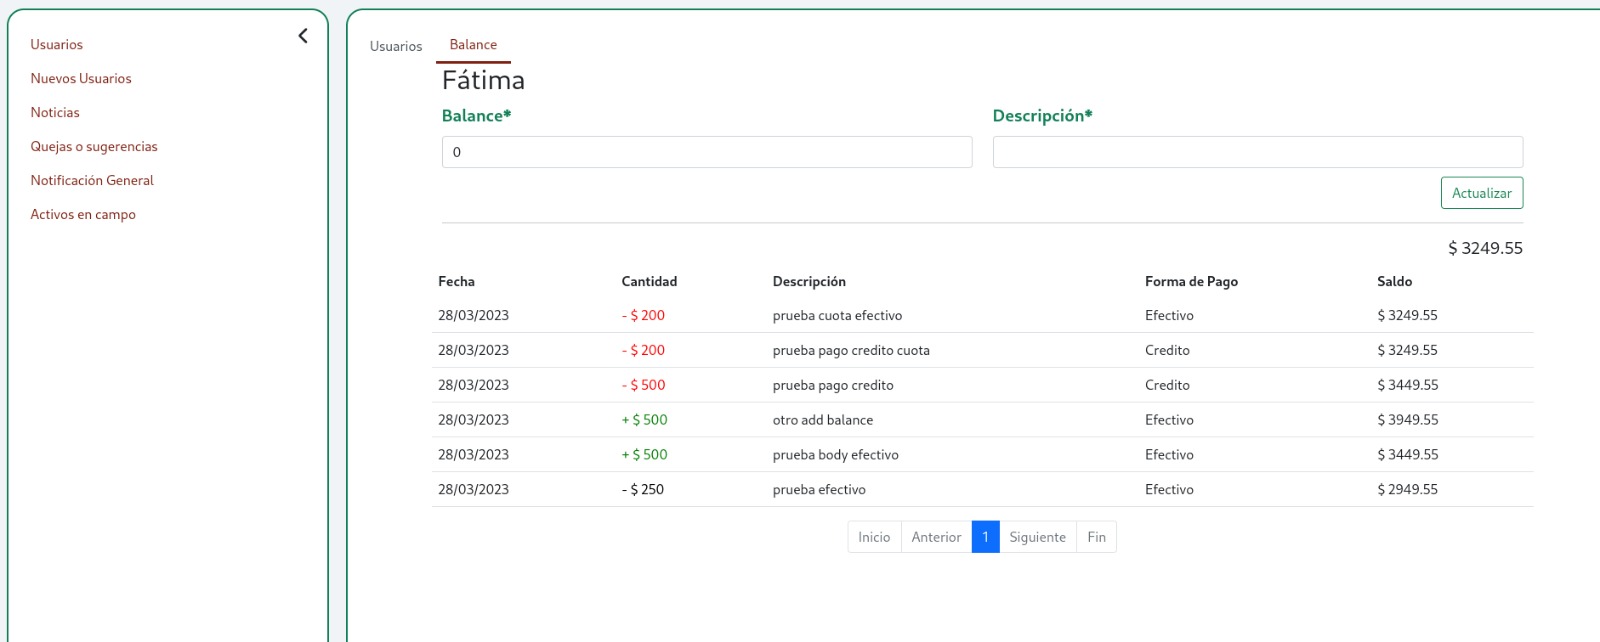 Usuarios
Nuevos Usuarios
Noticias
Quejas o sugerencias
Notificación General
Activos en campo
Usuarios Balance
Fátima
Balance* Descripción*
0
Actualizar
$ 3249.55
Fecha Cantidad Descripción Forma de Pago Saldo
28/03/2023 - $ 200 prueba cuota efectivo Efectivo $ 3249.55
28/03/2023 - $ 200 prueba pago credito cuota Credito $ 3249.55
28/03/2023 - $ 500 prueba pago credito Credito $ 3449.55
28/03/2023 + $ 500 otro add balance Efectivo $ 3949.55
28/03/2023 + $ 500 prueba body efectivo Efectivo $ 3449.55
28/03/2023 - $ 250 prueba efectivo Efectivo $ 2949.55
Inicio Anterior 1 Siguiente Fin